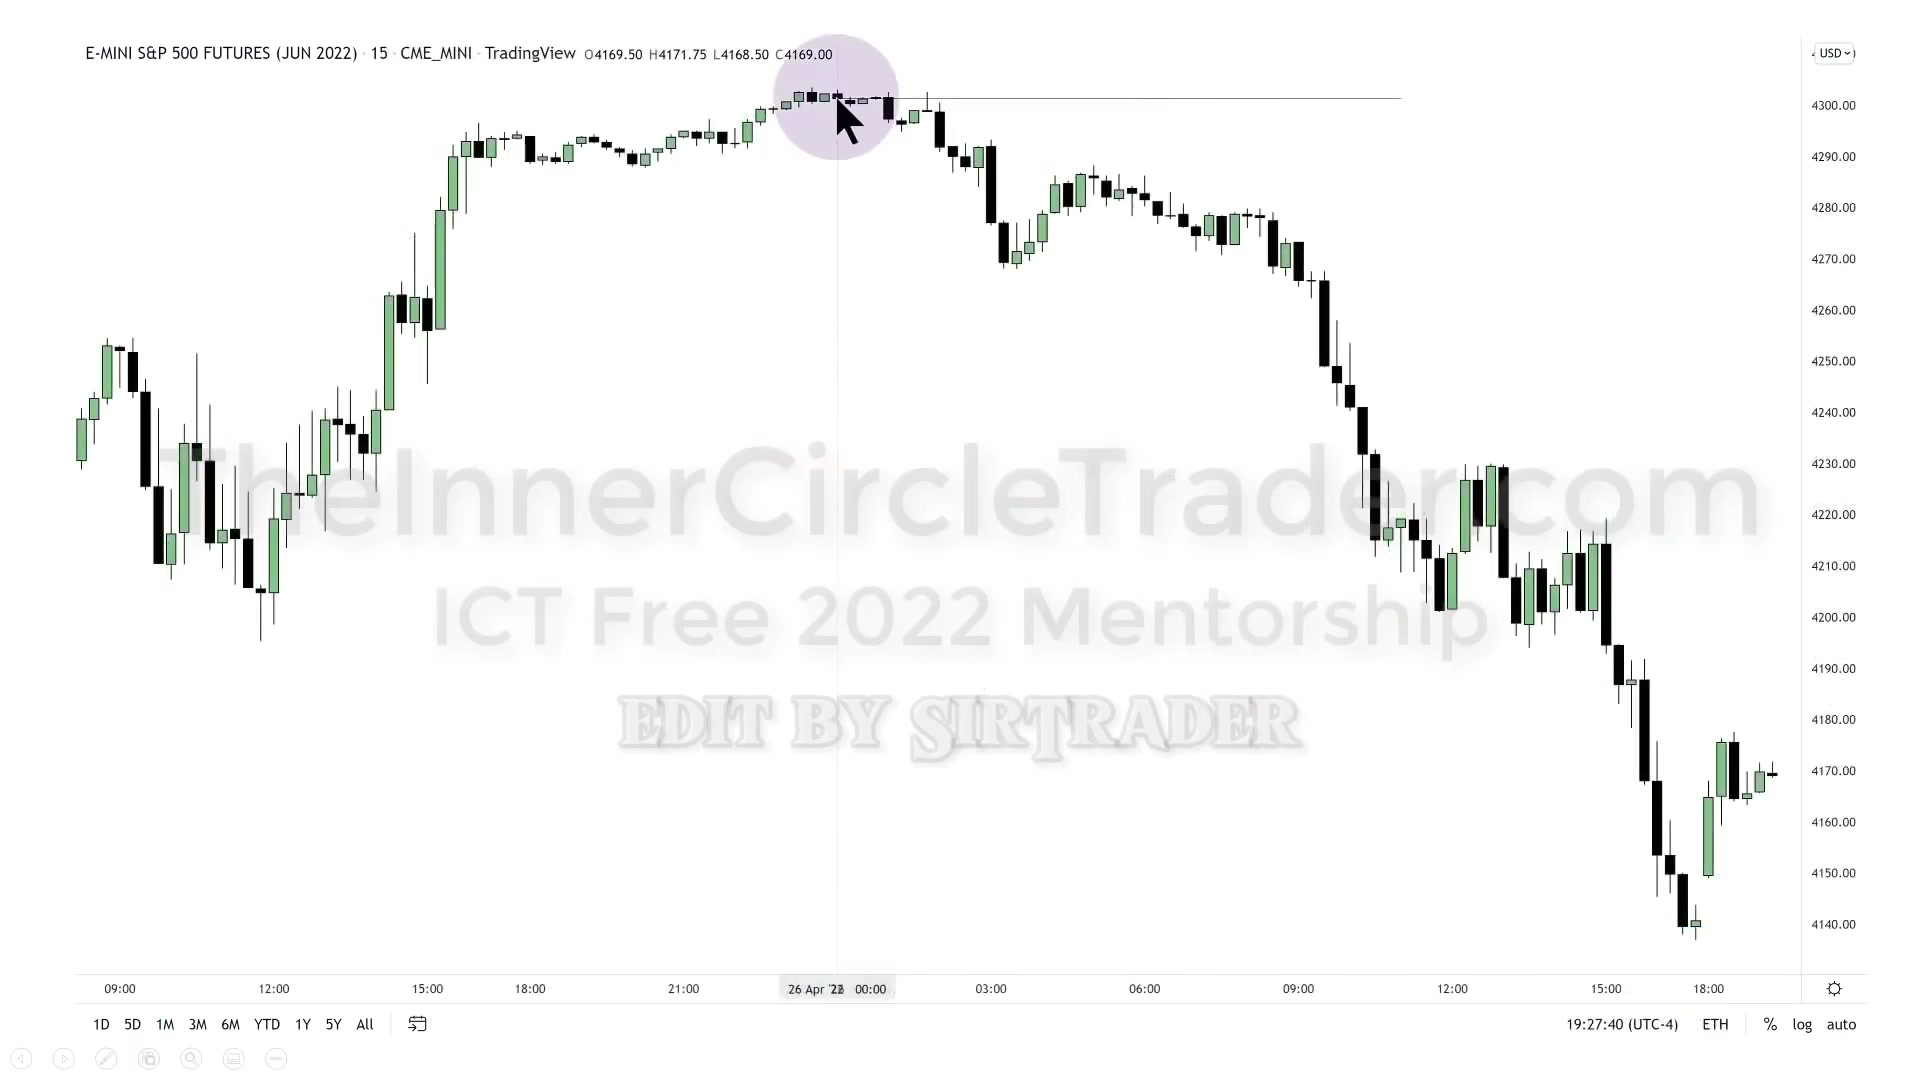 E-MINI S&P 500 FUTURES (JUN 2022) · 15 · CME_MINI · TradingView O4169.50 H4171.75 L4168.50 C4169.00
USD
4300.00
4290.00
4280.00
4270.00
4260.00
4250.00
4240.00
4230.00
4220.00
4210.00
4200.00
4190.00
4180.00
4170.00
4160.00
4150.00
4140.00
TheInnerCircleTrader.com
ICT Free 2022 Mentorship
EDIT BY SIRTRADER
09:00 12:00 15:00 18:00 21:00 26 Apr '22 00:00 03:00 06:00 09:00 12:00 15:00 18:00
1D 5D 1M 3M 6M YTD 1Y 5Y All 19:27:40 (UTC-4) ETH % log auto